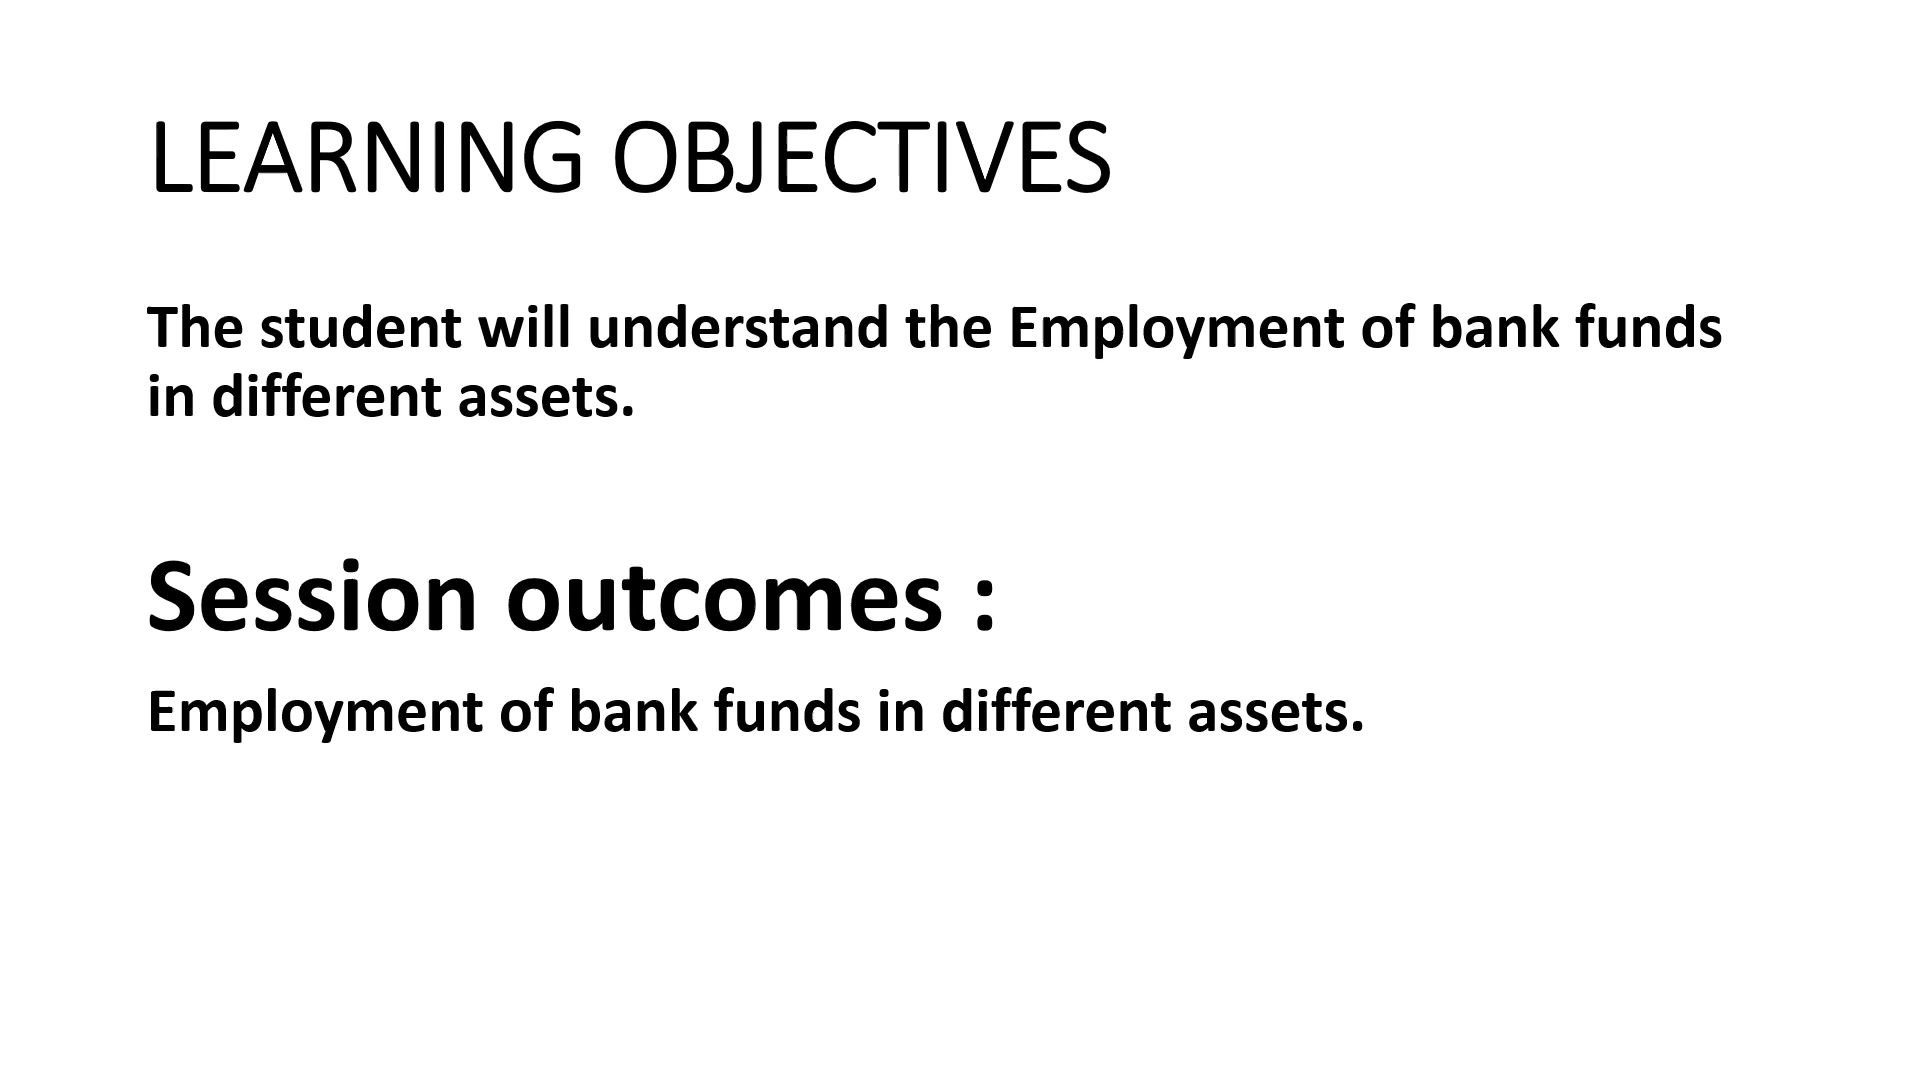 LEARNING OBJECTIVES
The student will understand the Employment of bank funds
in different assets.
Session outcomes :
Employment of bank funds in different assets.